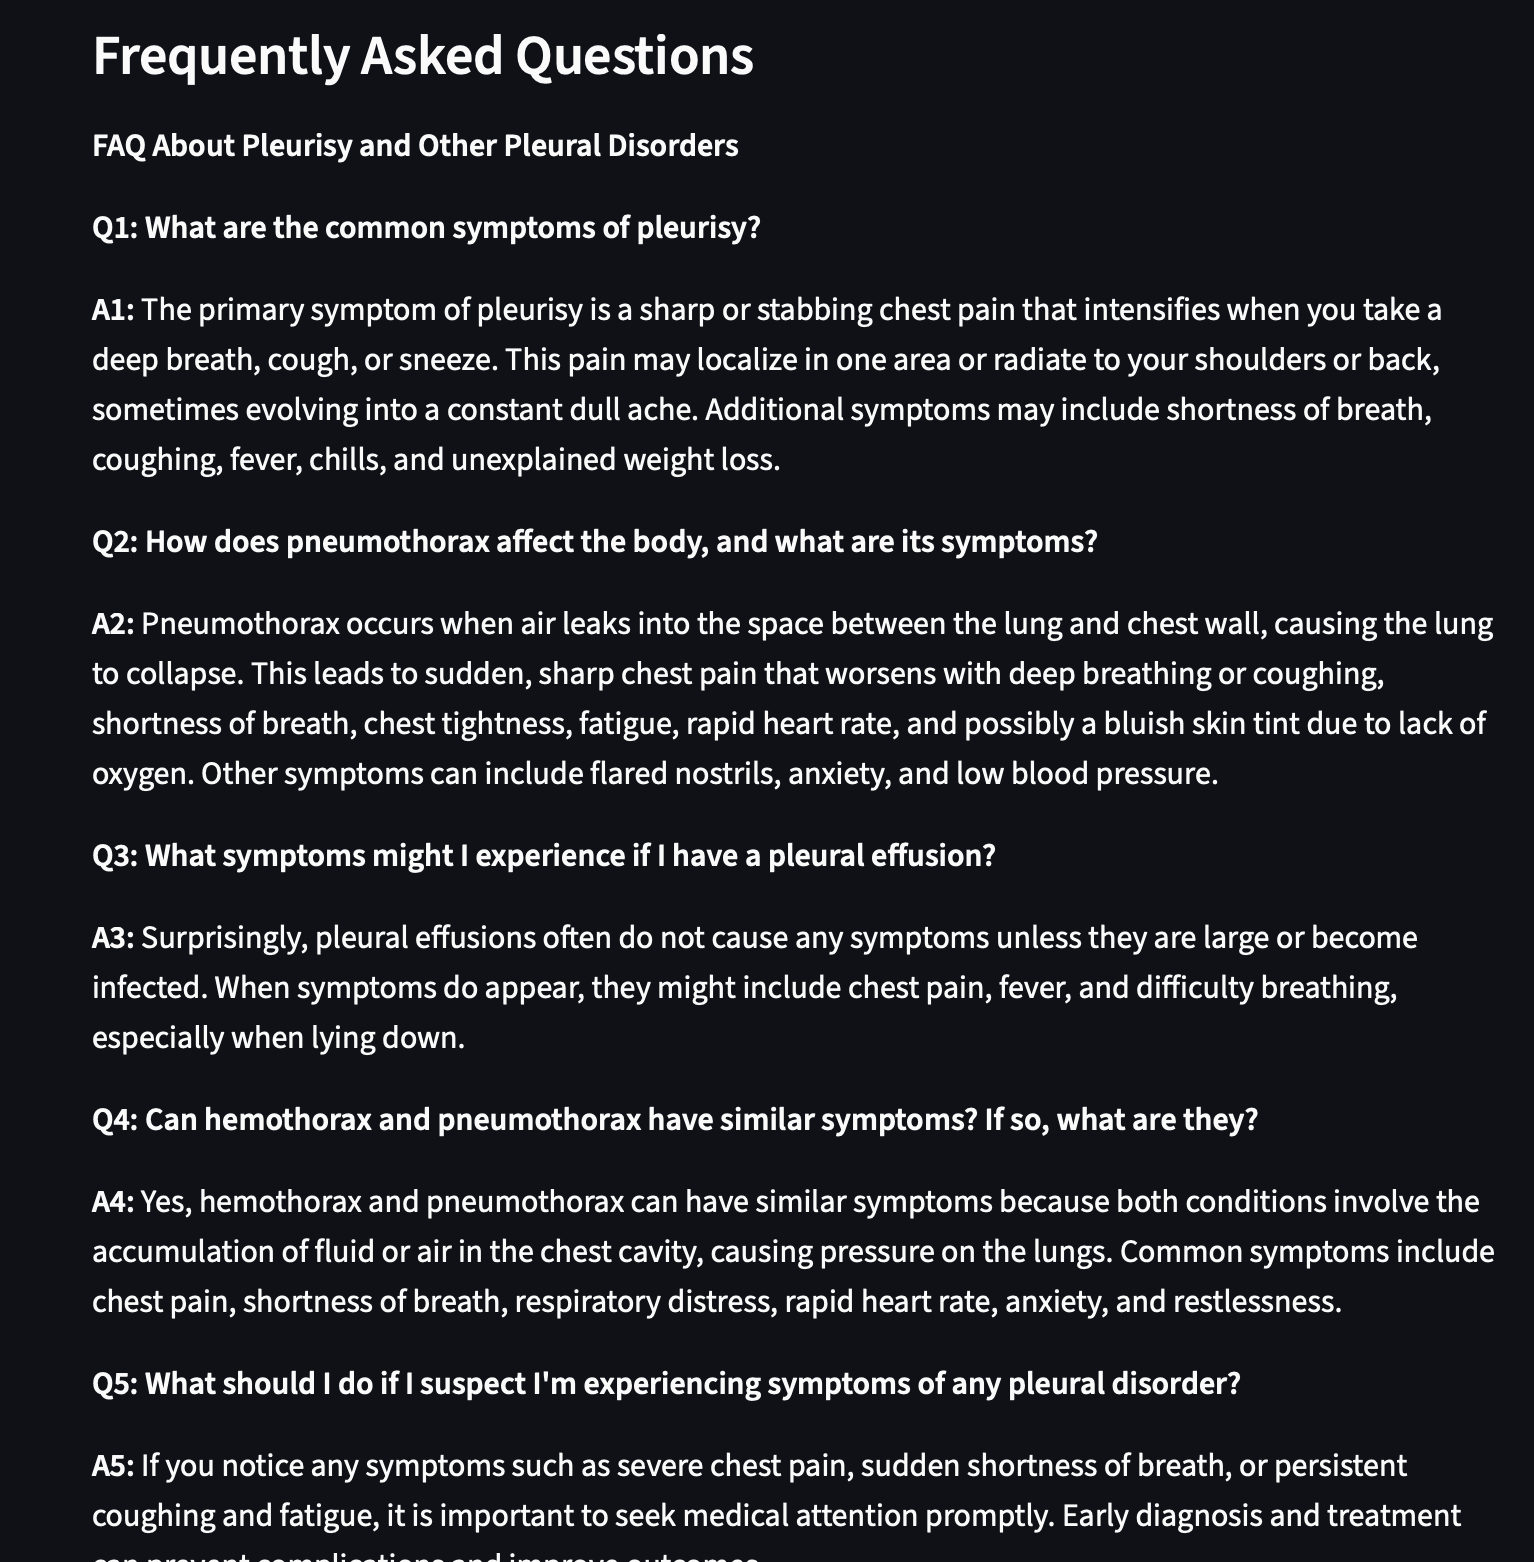 Frequently Asked Questions
FAQ About Pleurisy and Other Pleural Disorders
Q1: What are the common symptoms of pleurisy?
A1: The primary symptom of pleurisy is a sharp or stabbing chest pain that intensifies when you take a
deep breath, cough, or sneeze. This pain may localize in one area or radiate to your shoulders or back,
sometimes evolving into a constant dull ache. Additional symptoms may include shortness of breath,
coughing, fever, chills, and unexplained weight loss.
Q2: How does pneumothorax affect the body, and what are its symptoms?
A2: Pneumothorax occurs when air leaks into the space between the lung and chest wall, causing the lung
to collapse. This leads to sudden, sharp chest pain that worsens with deep breathing or coughing,
shortness of breath, chest tightness, fatigue, rapid heart rate, and possibly a bluish skin tint due to lack of
oxygen. Other symptoms can include flared nostrils, anxiety, and low blood pressure.
Q3: What symptoms might I experience if I have a pleural effusion?
A3: Surprisingly, pleural effusions often do not cause any symptoms unless they are large or become
infected. When symptoms do appear, they might include chest pain, fever, and difficulty breathing,
especially when lying down.
Q4: Can hemothorax and pneumothorax have similar symptoms? If so, what are they?
A4: Yes, hemothorax and pneumothorax can have similar symptoms because both conditions involve the
accumulation of fluid or air in the chest cavity, causing pressure on the lungs. Common symptoms include
chest pain, shortness of breath, respiratory distress, rapid heart rate, anxiety, and restlessness.
Q5: What should I do if I suspect I'm experiencing symptoms of any pleural disorder?
A5: If you notice any symptoms such as severe chest pain, sudden shortness of breath, or persistent
coughing and fatigue, it is important to seek medical attention promptly. Early diagnosis and treatment
can prevent complications and improve outcomes.